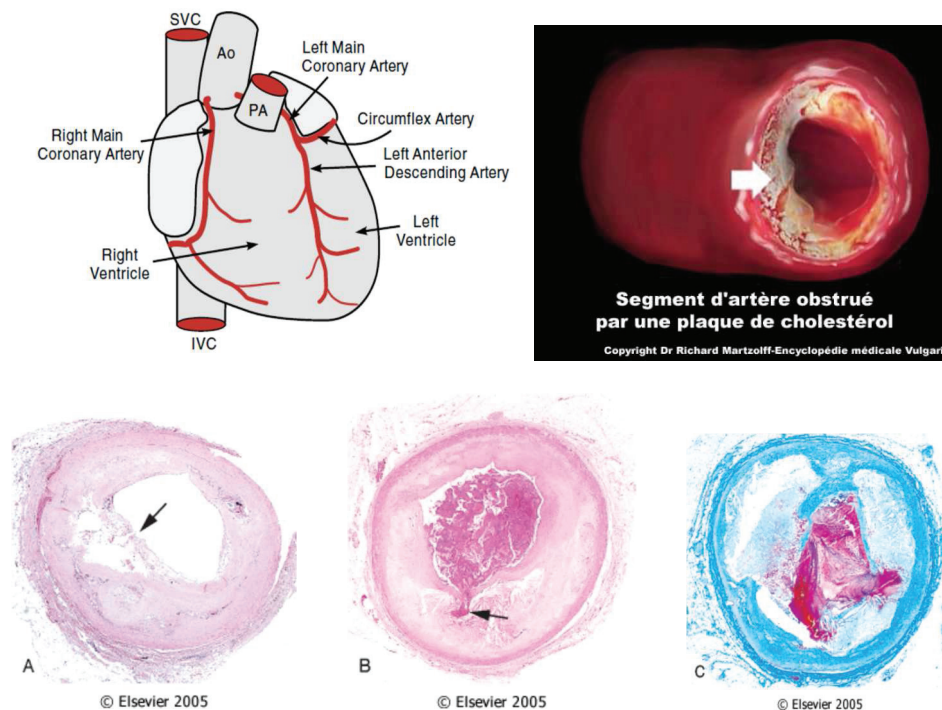 SVC
Ao
PA
Left Main
Coronary Artery
Circumflex Artery
Right Main
Coronary Artery
Left Anterior
Descending Artery
Left
Ventricle
Right
Ventricle
IVC
Segment d'artère obstrué
par une plaque de cholestérol
Copyright Dr Richard Martzolff-Encyclopédie médicale Vulgari
A
B
C
© Elsevier 2005
© Elsevier 2005
© Elsevier 2005